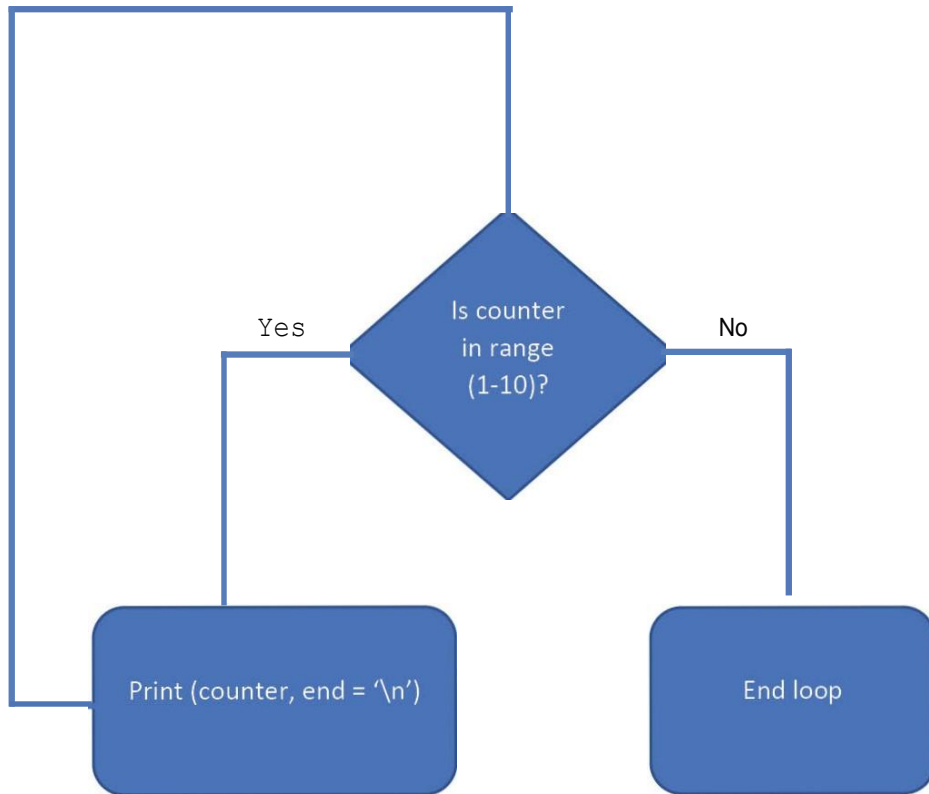 Is counter
in range
(1-10)?
Yes
No
Print (counter, end = ‘\n’)
End loop